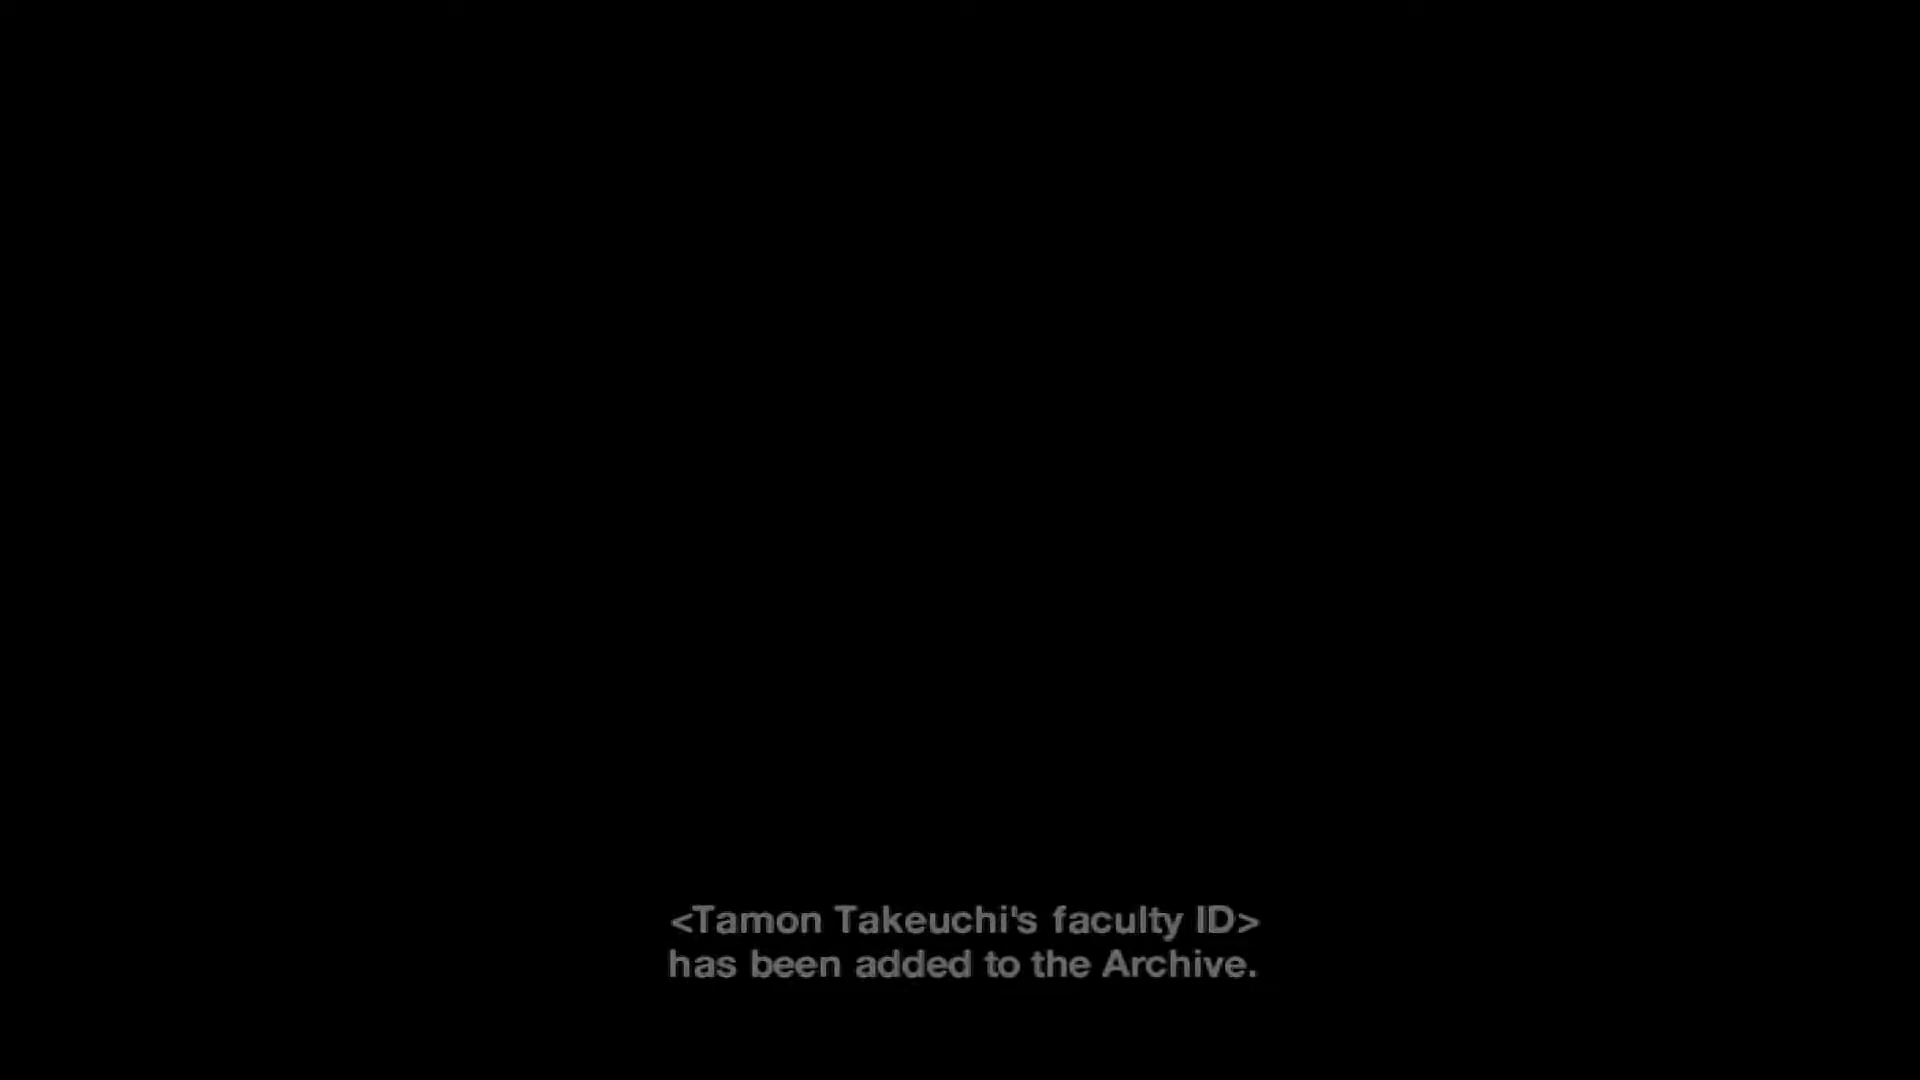 <Tamon Takeuchi's faculty ID>
has been added to the Archive.